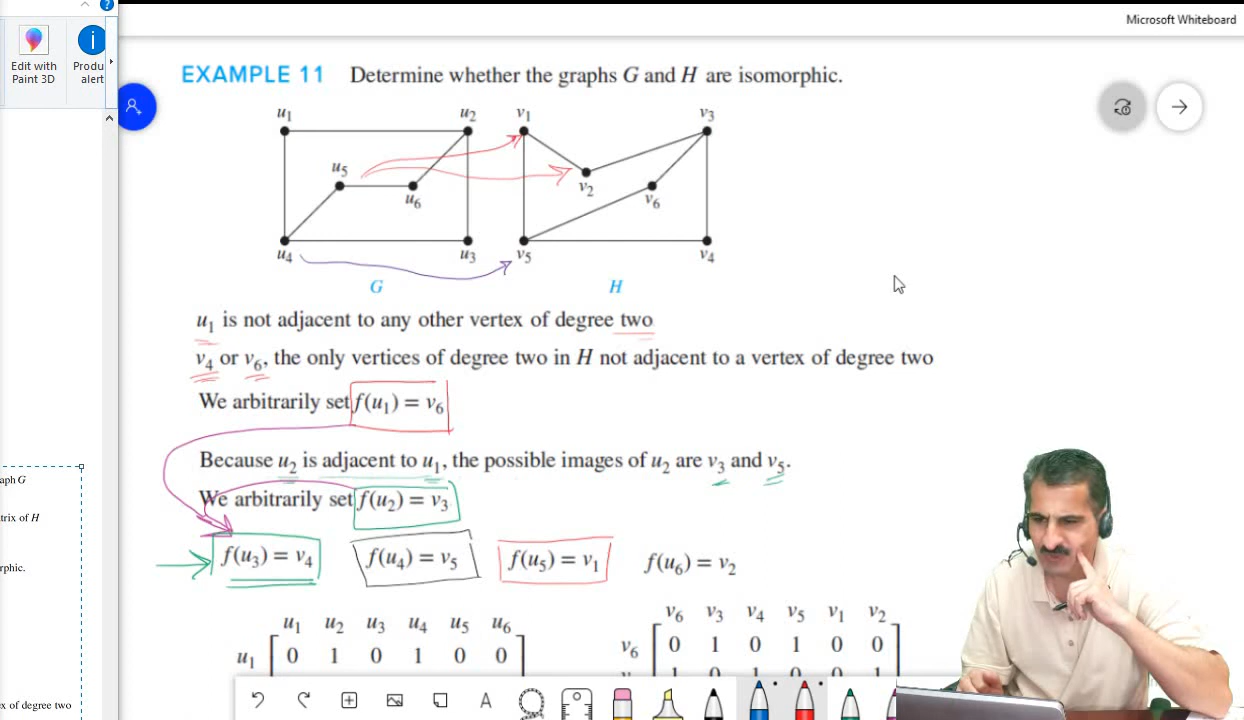 Microsoft Whiteboard
Edit with
Paint 3D
Produ
alert
EXAMPLE 11 Determine whether the graphs G and H are isomorphic.
u1 u2 v1 v3
u5 v2
u6 v6
u4 u3 v5 v4
G H
u1 is not adjacent to any other vertex of degree two
v4 or v6, the only vertices of degree two in H not adjacent to a vertex of degree two
We arbitrarily set f(u1) = v6
Because u2 is adjacent to u1, the possible images of u2 are v3 and v5.
We arbitrarily set f(u2) = v3
f(u3) = v4 f(u4) = v5 f(u5) = v1 f(u6) = v2
u1 u2 u3 u4 u5 u6
u1 0 1 0 1 0 0
v6 v3 v4 v5 v1 v2
v6 0 1 0 1 0 0
aph G
trix of H
rphic.
x of degree two